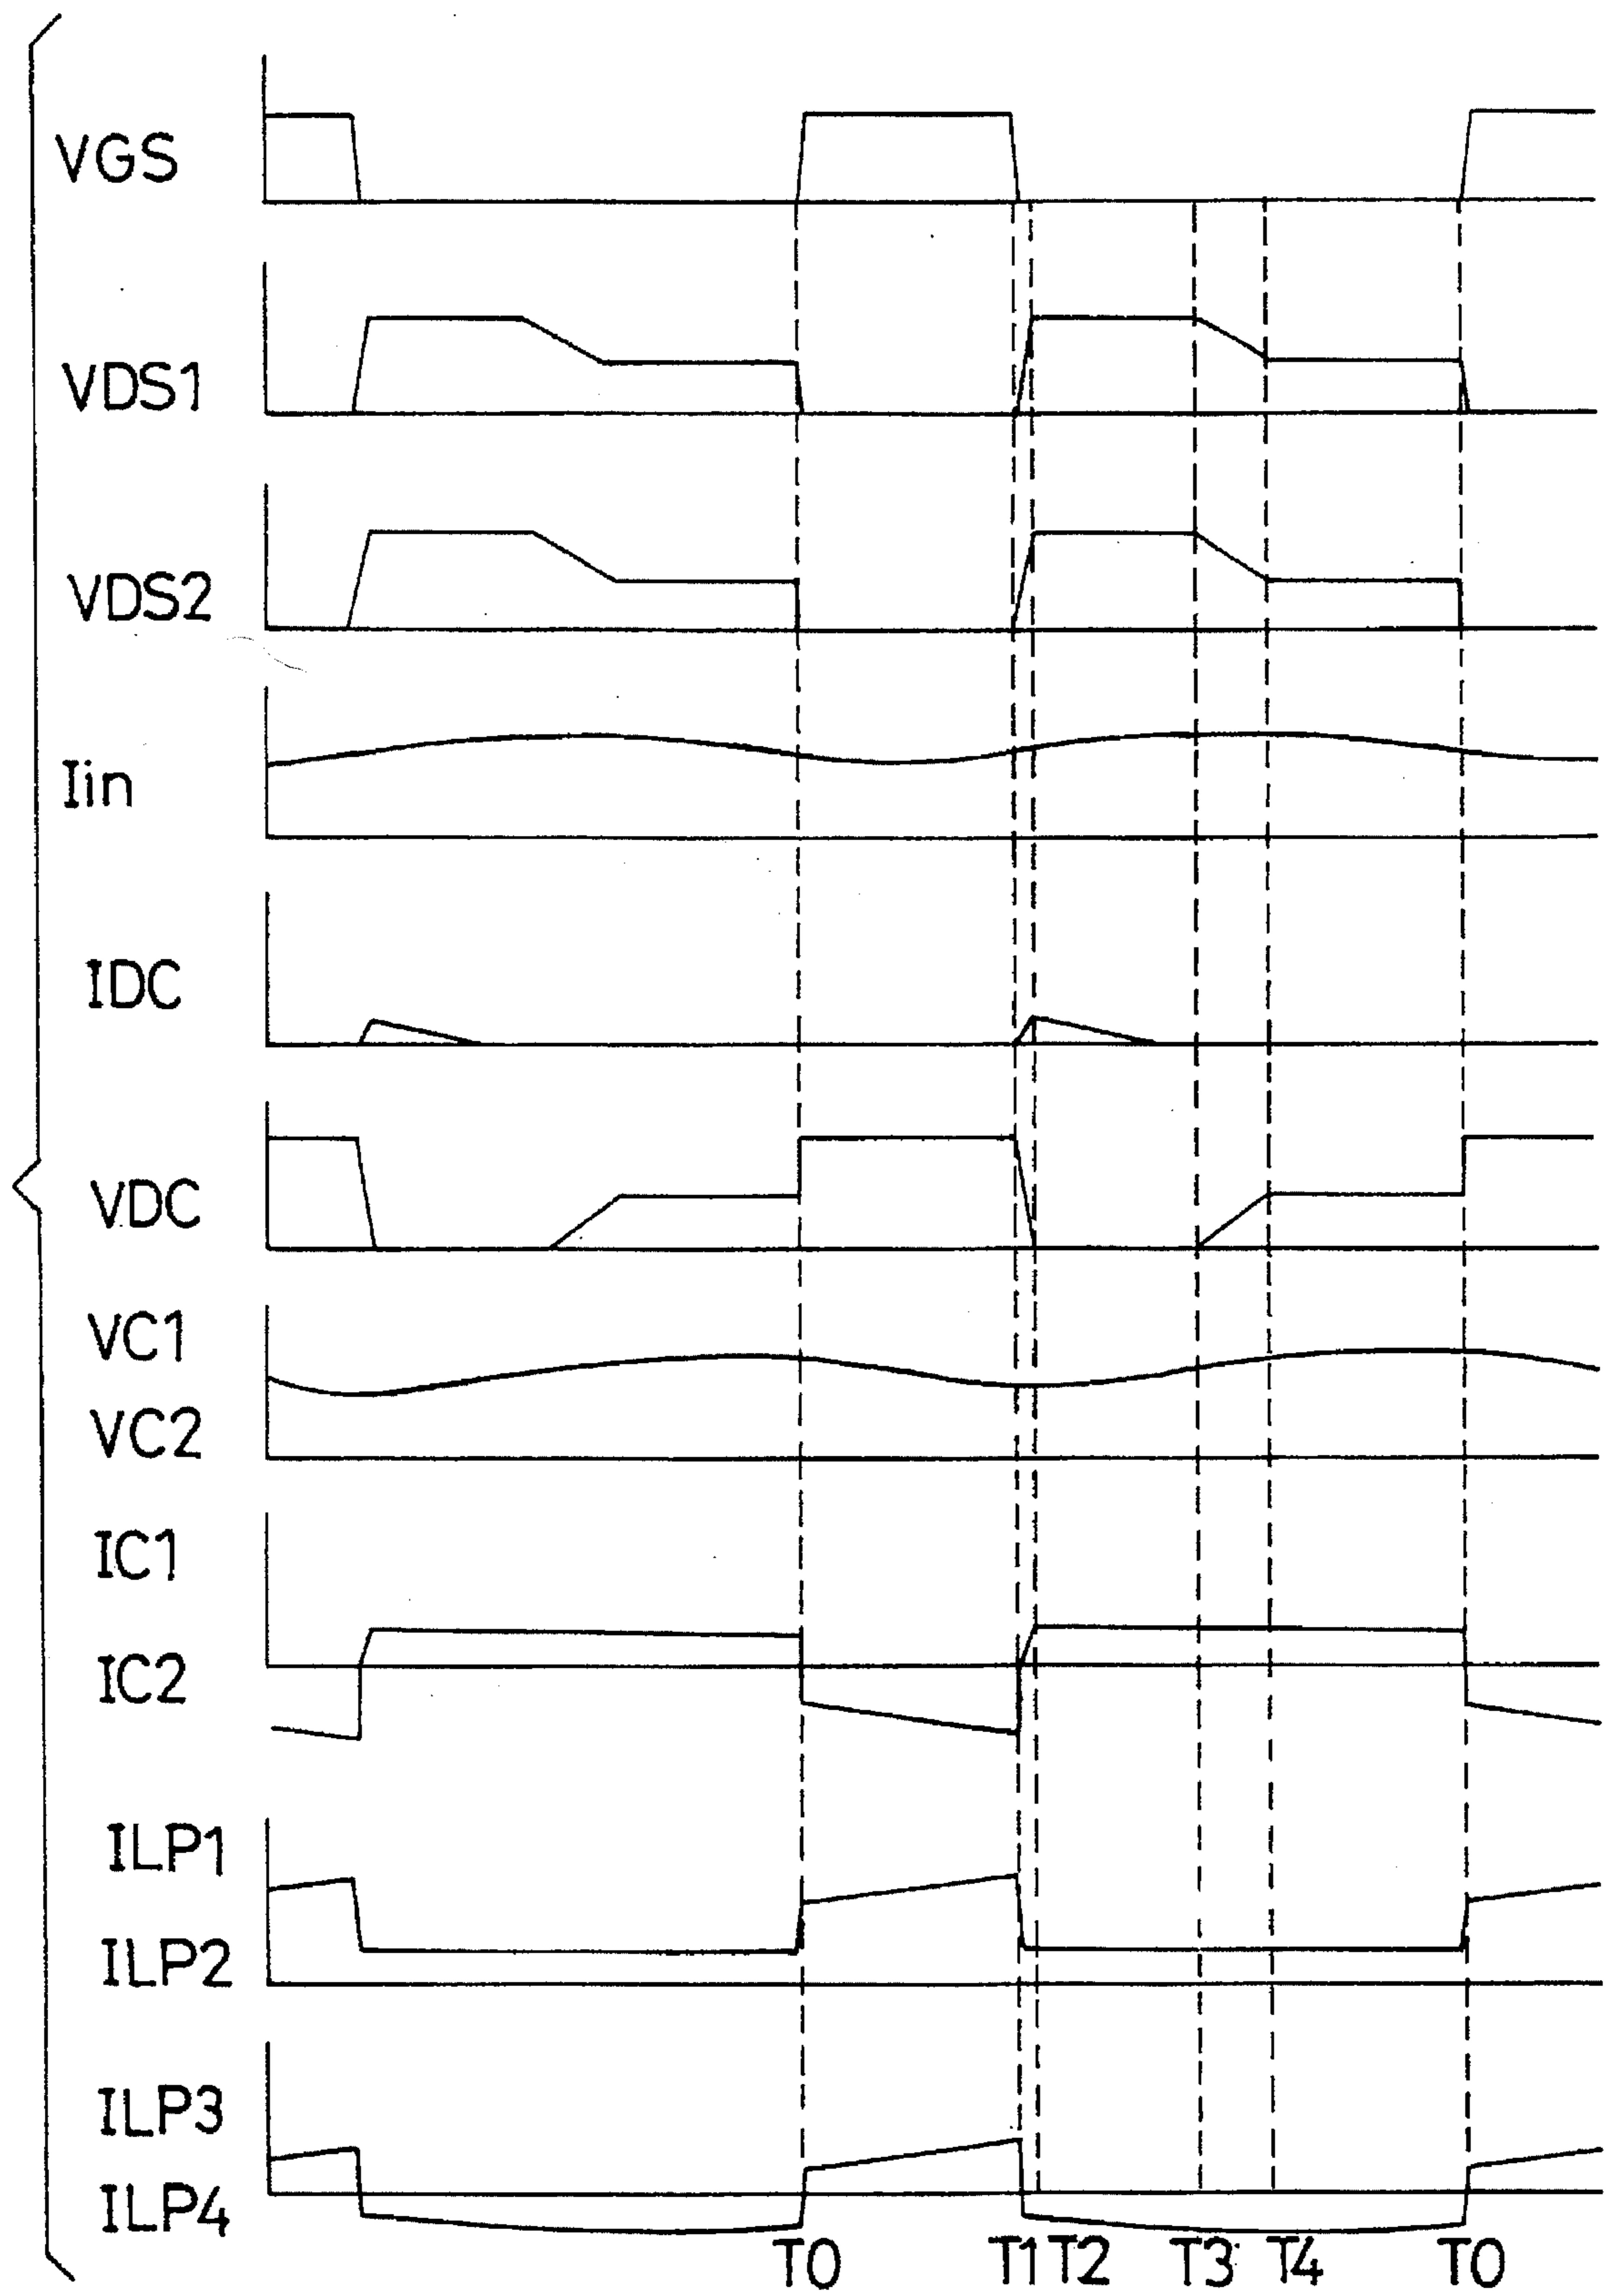 VGS
VDS1
VDS2
Iin
IDC
VDC
VC1
VC2
IC1
IC2
ILP1
ILP2
ILP3
ILP4
T0 T1 T2 T3 T4 T0